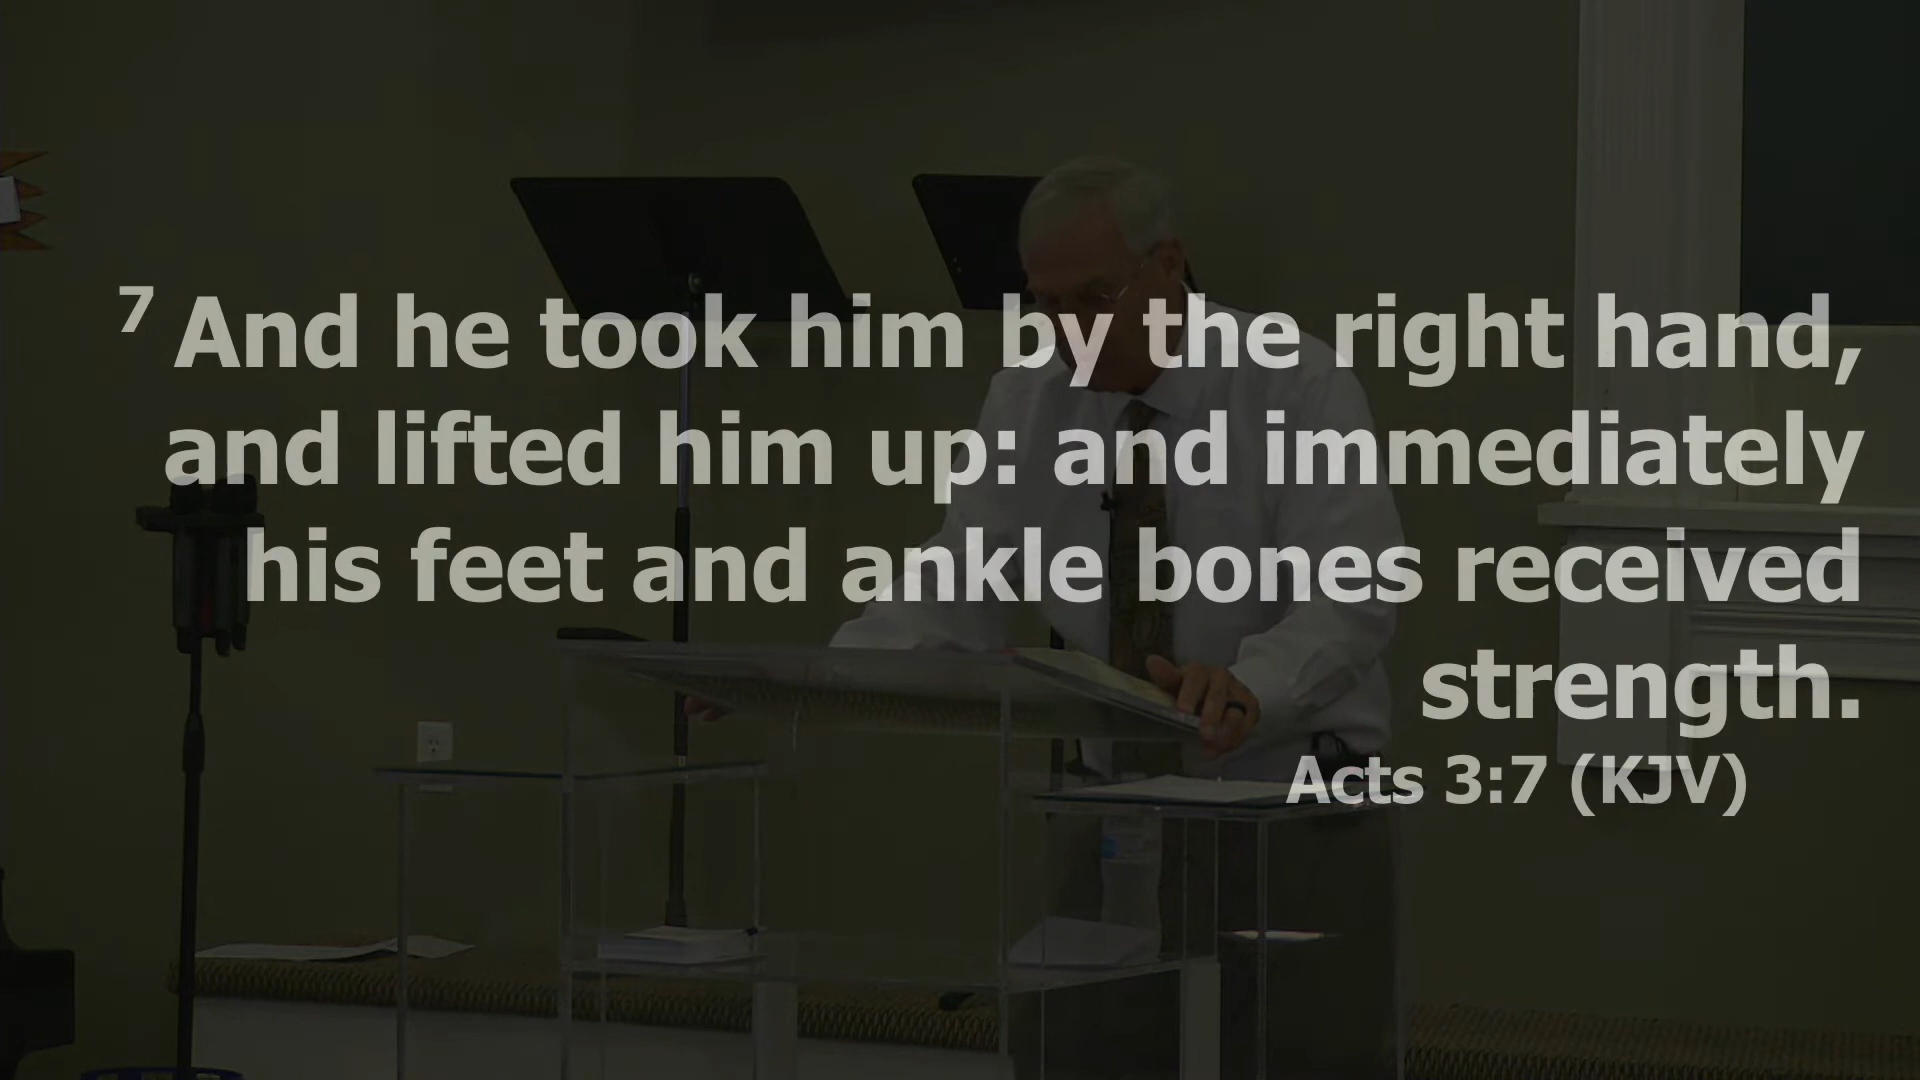 7 And he took him by the right hand,
and lifted him up: and immediately
his feet and ankle bones received
strength.
Acts 3:7 (KJV)